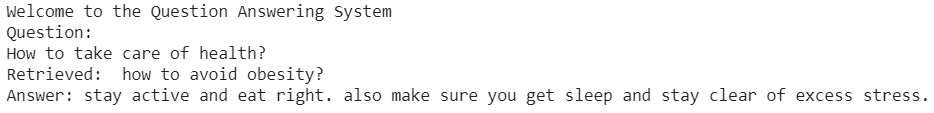 Welcome to the Question Answering System
Question:
How to take care of health?
Retrieved:  how to avoid obesity?
Answer: stay active and eat right. also make sure you get sleep and stay clear of excess stress.